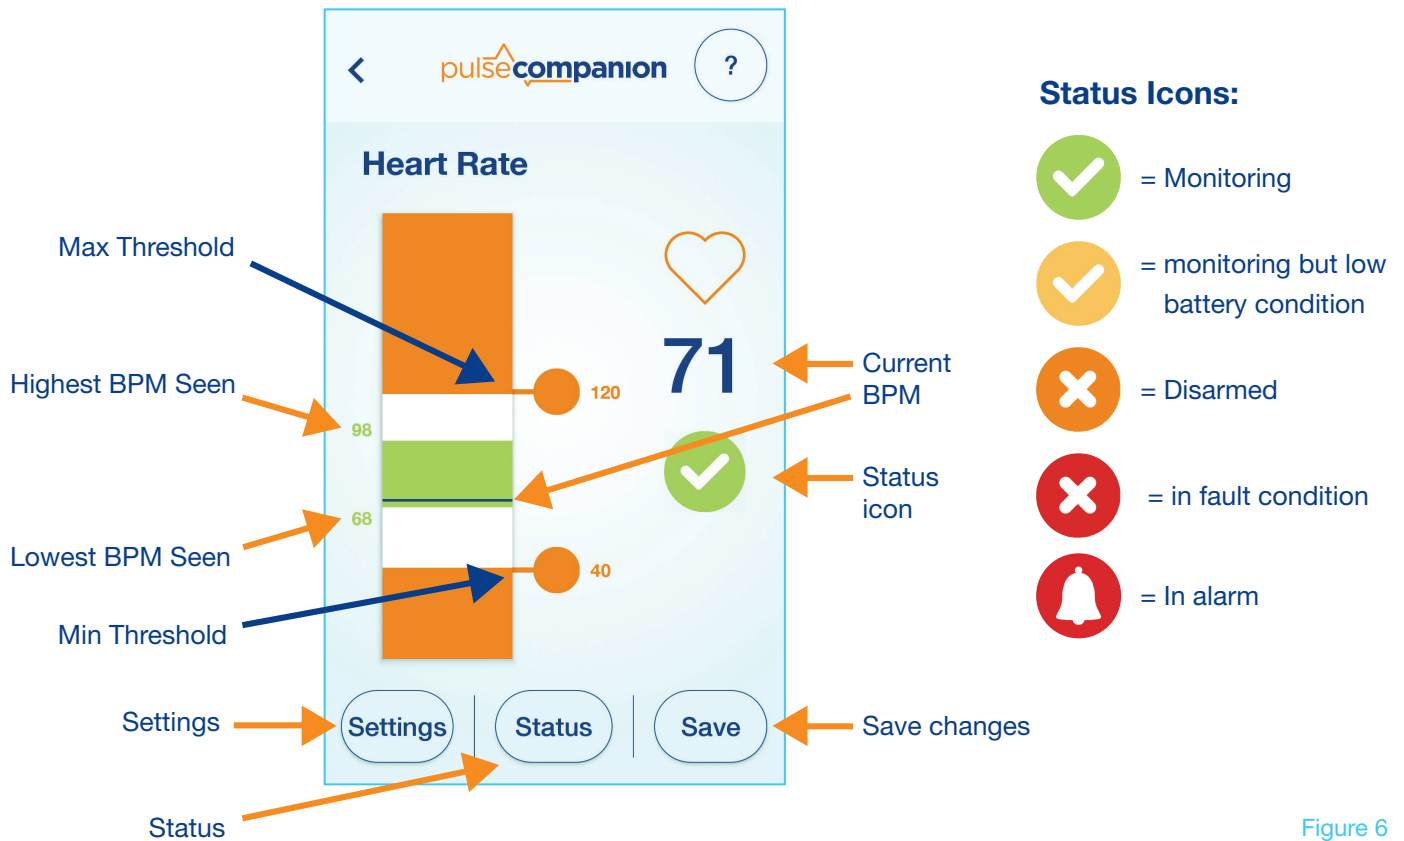 pulsecompanion
?
Heart Rate
Max Threshold
Highest BPM Seen
98
68
Lowest BPM Seen
Min Threshold
120
40
71
Current
BPM
Status
icon
Settings
Settings
Status
Save
Save changes
Status
Status Icons:
= Monitoring
= monitoring but low
battery condition
= Disarmed
= in fault condition
= In alarm
Figure 6